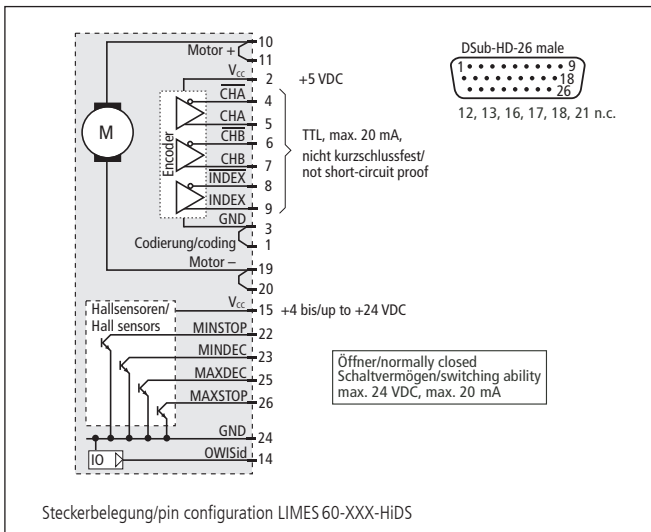 Motor + 10
11
V_CC 2 +5 VDC
CHA 4
CHA 5
CHB 6
CHB 7
INDEX 8
INDEX 9
GND 3
Codierung/coding 1
Motor – 19
20
M
Encoder
TTL, max. 20 mA,
nicht kurzschlussfest/
not short-circuit proof
DSub-HD-26 male
1 9
18
26
12, 13, 16, 17, 18, 21 n.c.
Hallsensoren/
Hall sensors
V_CC 15 +4 bis/up to +24 VDC
MINSTOP 22
MINDEC 23
MAXDEC 25
MAXSTOP 26
GND 24
IO OWISid 14
Öffner/normally closed
Schaltvermögen/switching ability
max. 24 VDC, max. 20 mA
Steckerbelegung/pin configuration LIMES 60-XXX-HiDS